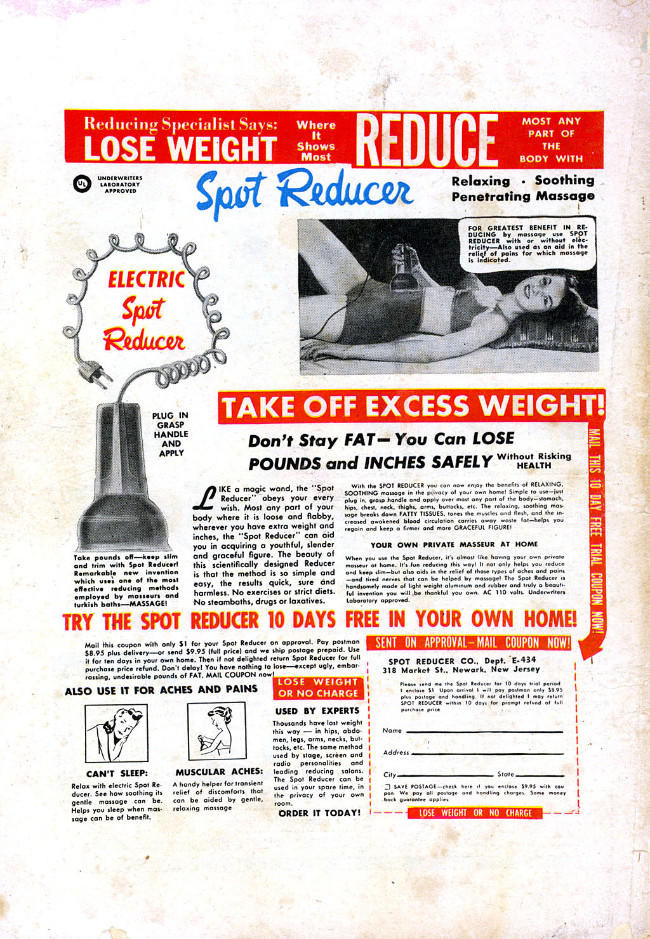 Reducing Specialist Says:
LOSE WEIGHT
Where
It
Shows
Most
REDUCE
MOST ANY
PART OF
THE
BODY WITH
UL
UNDERWRITERS
LABORATORY
APPROVED
Spot Reducer
Relaxing · Soothing
Penetrating Massage
FOR GREATEST BENEFIT IN RE-
DUCING by massage use SPOT
REDUCER with or without elec-
tricity—Also used as an aid in the
relief of pains for which massage
is indicated.
ELECTRIC
Spot
Reducer
PLUG IN
GRASP
HANDLE
AND
APPLY
Take pounds off—keep slim
and trim with Spot Reducer!
Remarkable new invention
which uses one of the most
effective reducing methods
employed by masseurs and
turkish baths—MASSAGE!
TAKE OFF EXCESS WEIGHT!
Don't Stay FAT—You Can LOSE
POUNDS and INCHES SAFELY Without Risking
HEALTH
LIKE a magic wand, the "Spot
Reducer" obeys your every
wish. Most any part of your
body where it is loose and flabby,
wherever you have extra weight and
inches, the "Spot Reducer" can aid
you in acquiring a youthful, slender
and graceful figure. The beauty of
this scientifically designed Reducer
is that the method is so simple and
easy, the results quick, sure and
harmless. No exercises or strict diets.
No steambaths, drugs or laxatives.
With the SPOT REDUCER you can now enjoy the benefits of RELAXING,
SOOTHING massage in the privacy of your own home! Simple to use—just
plug in, grasp handle and apply over most any part of the body—stomach,
hips, chest, neck, thighs, arms, buttocks, etc. The relaxing, soothing mas-
sage breaks down FATTY TISSUES, tones the muscles and flesh, and the in-
creased awakened blood circulation carries away waste fat—helps you
regain and keep a firmer and more GRACEFUL FIGURE!
YOUR OWN PRIVATE MASSEUR AT HOME
When you use the Spot Reducer, it's almost like having your own private
masseur at home. It's fun reducing this way! It not only helps you reduce
and keep slim—but also aids in the relief of those types of aches and pains
—and tired nerves that can be helped by massage! The Spot Reducer is
handsomely made of light weight aluminum and rubber and truly a beauti-
ful invention you will be thankful you own. AC 110 volts. Underwriters
Laboratory approved.
MAIL THIS 10 DAY FREE TRIAL COUPON NOW!
TRY THE SPOT REDUCER 10 DAYS FREE IN YOUR OWN HOME!
Mail this coupon with only $1 for your Spot Reducer on approval. Pay postman
$8.95 plus delivery—or send $9.95 (full price) and we ship postage prepaid. Use
it for ten days in your own home. Then if not delighted return Spot Reducer for full
purchase price refund. Don't delay! You have nothing to lose—except ugly, embar-
rassing, undesirable pounds of FAT. MAIL COUPON now!
ALSO USE IT FOR ACHES AND PAINS
CAN'T SLEEP:
Relax with electric Spot Re-
ducer. See how soothing its
gentle massage can be.
Helps you sleep when mas-
sage can be of benefit.
MUSCULAR ACHES:
A handy helper for transient
relief of discomforts that
can be aided by gentle,
relaxing massage
LOSE WEIGHT
OR NO CHARGE
USED BY EXPERTS
Thousands have lost weight
this way — in hips, abdo-
men, legs, arms, necks, but-
tocks, etc. The same method
used by stage, screen and
radio personalities and
leading reducing salons.
The Spot Reducer can be
used in your spare time, in
the privacy of your own
room.
ORDER IT TODAY!
SENT ON APPROVAL—MAIL COUPON NOW!
SPOT REDUCER CO., Dept. E-434
318 Market St., Newark, New Jersey
Please send me the Spot Reducer for 10 days trial period
I enclose $1 Upon arrival I will pay postman only $8.95
plus postage and handling. If not delighted I may return
SPOT REDUCER within 10 days for prompt refund of full
purchase price
Name
Address
City State
SAVE POSTAGE—check here if you enclose $9.95 with cou
pon We pay all postage and handling charges. Same money
back guarantee applies
LOSE WEIGHT OR NO CHARGE